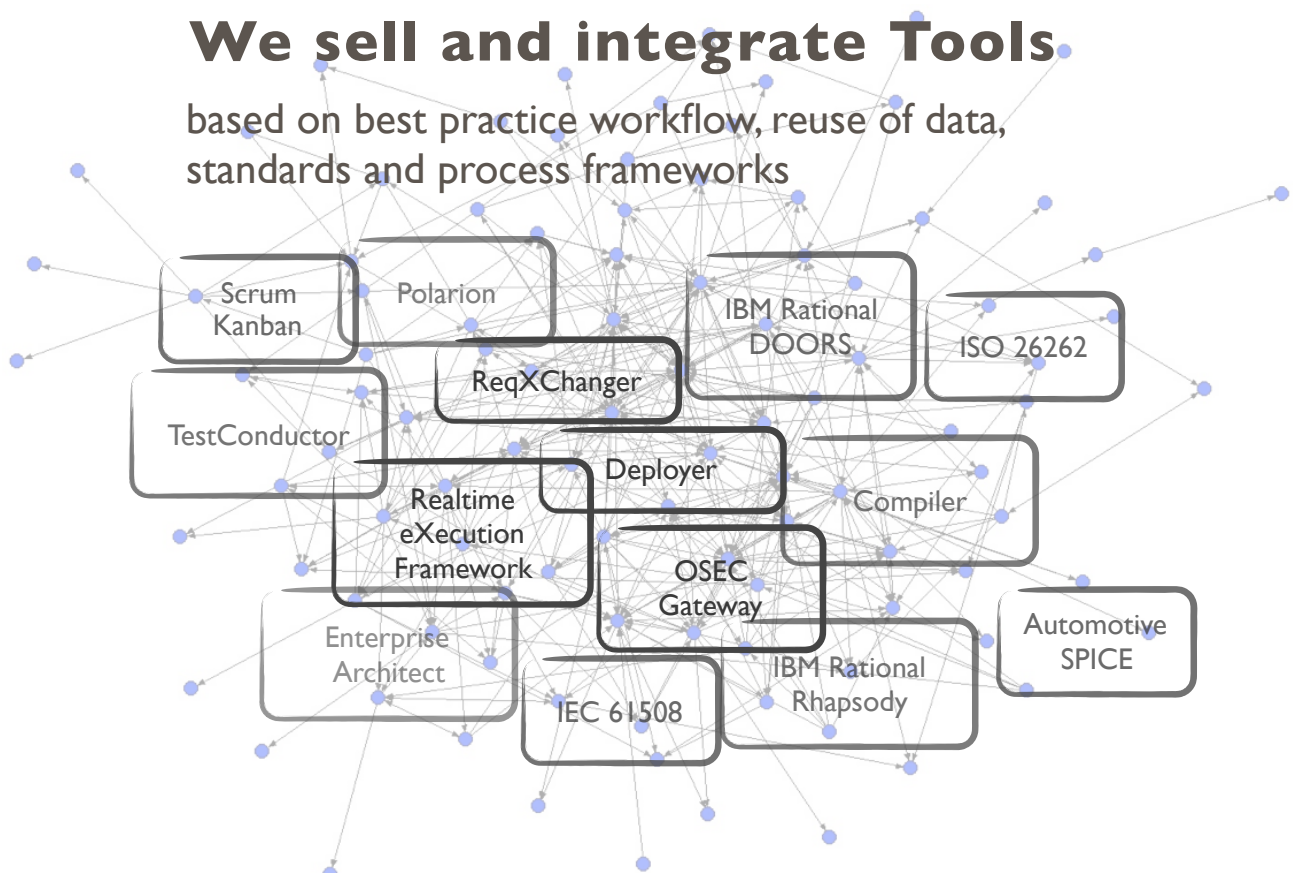 We sell and integrate Tools
based on best practice workflow, reuse of data,
standards and process frameworks
Scrum
Kanban
Polarion
IBM Rational
DOORS
ISO 26262
ReqXChanger
TestConductor
Deployer
Realtime
eXecution
Framework
Compiler
OSEC
Gateway
Enterprise
Architect
IBM Rational
Rhapsody
Automotive
SPICE
IEC 61508